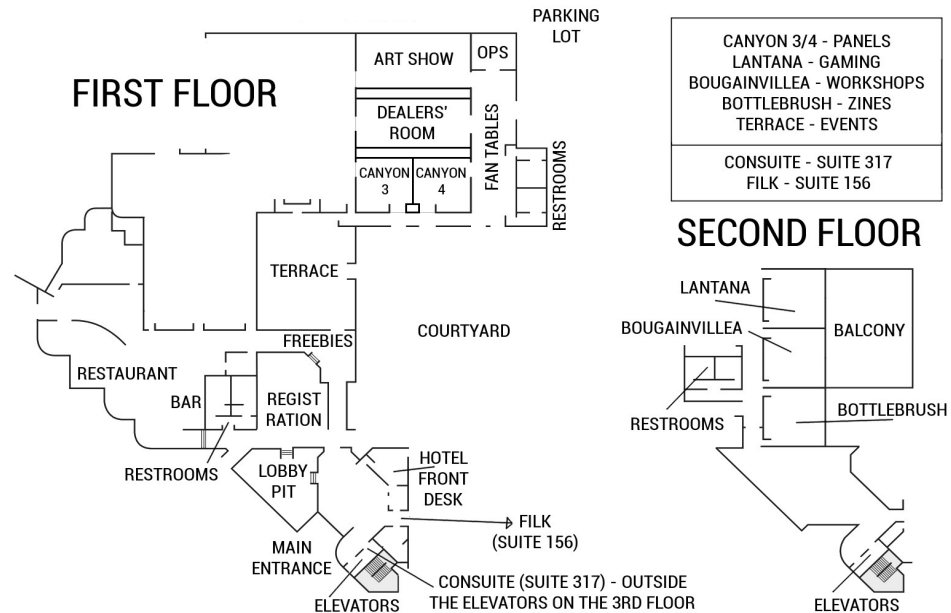 PARKING
LOT
FIRST FLOOR
ART SHOW
OPS
DEALERS'
ROOM
FAN TABLES
CANYON
3
CANYON
4
RESTROOMS
TERRACE
COURTYARD
FREEBIES
RESTAURANT
BAR
REGIST
RATION
RESTROOMS
LOBBY
PIT
HOTEL
FRONT
DESK
FILK
(SUITE 156)
MAIN
ENTRANCE
CONSUITE (SUITE 317) - OUTSIDE
THE ELEVATORS ON THE 3RD FLOOR
ELEVATORS
CANYON 3/4 - PANELS
LANTANA - GAMING
BOUGAINVILLEA - WORKSHOPS
BOTTLEBRUSH - ZINES
TERRACE - EVENTS
CONSUITE - SUITE 317
FILK - SUITE 156
SECOND FLOOR
LANTANA
BOUGAINVILLEA
BALCONY
RESTROOMS
BOTTLEBRUSH
ELEVATORS